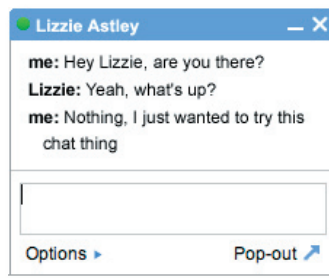 Lizzie Astley
me: Hey Lizzie, are you there?
Lizzie: Yeah, what's up?
me: Nothing, I just wanted to try this
chat thing
Options
Pop-out